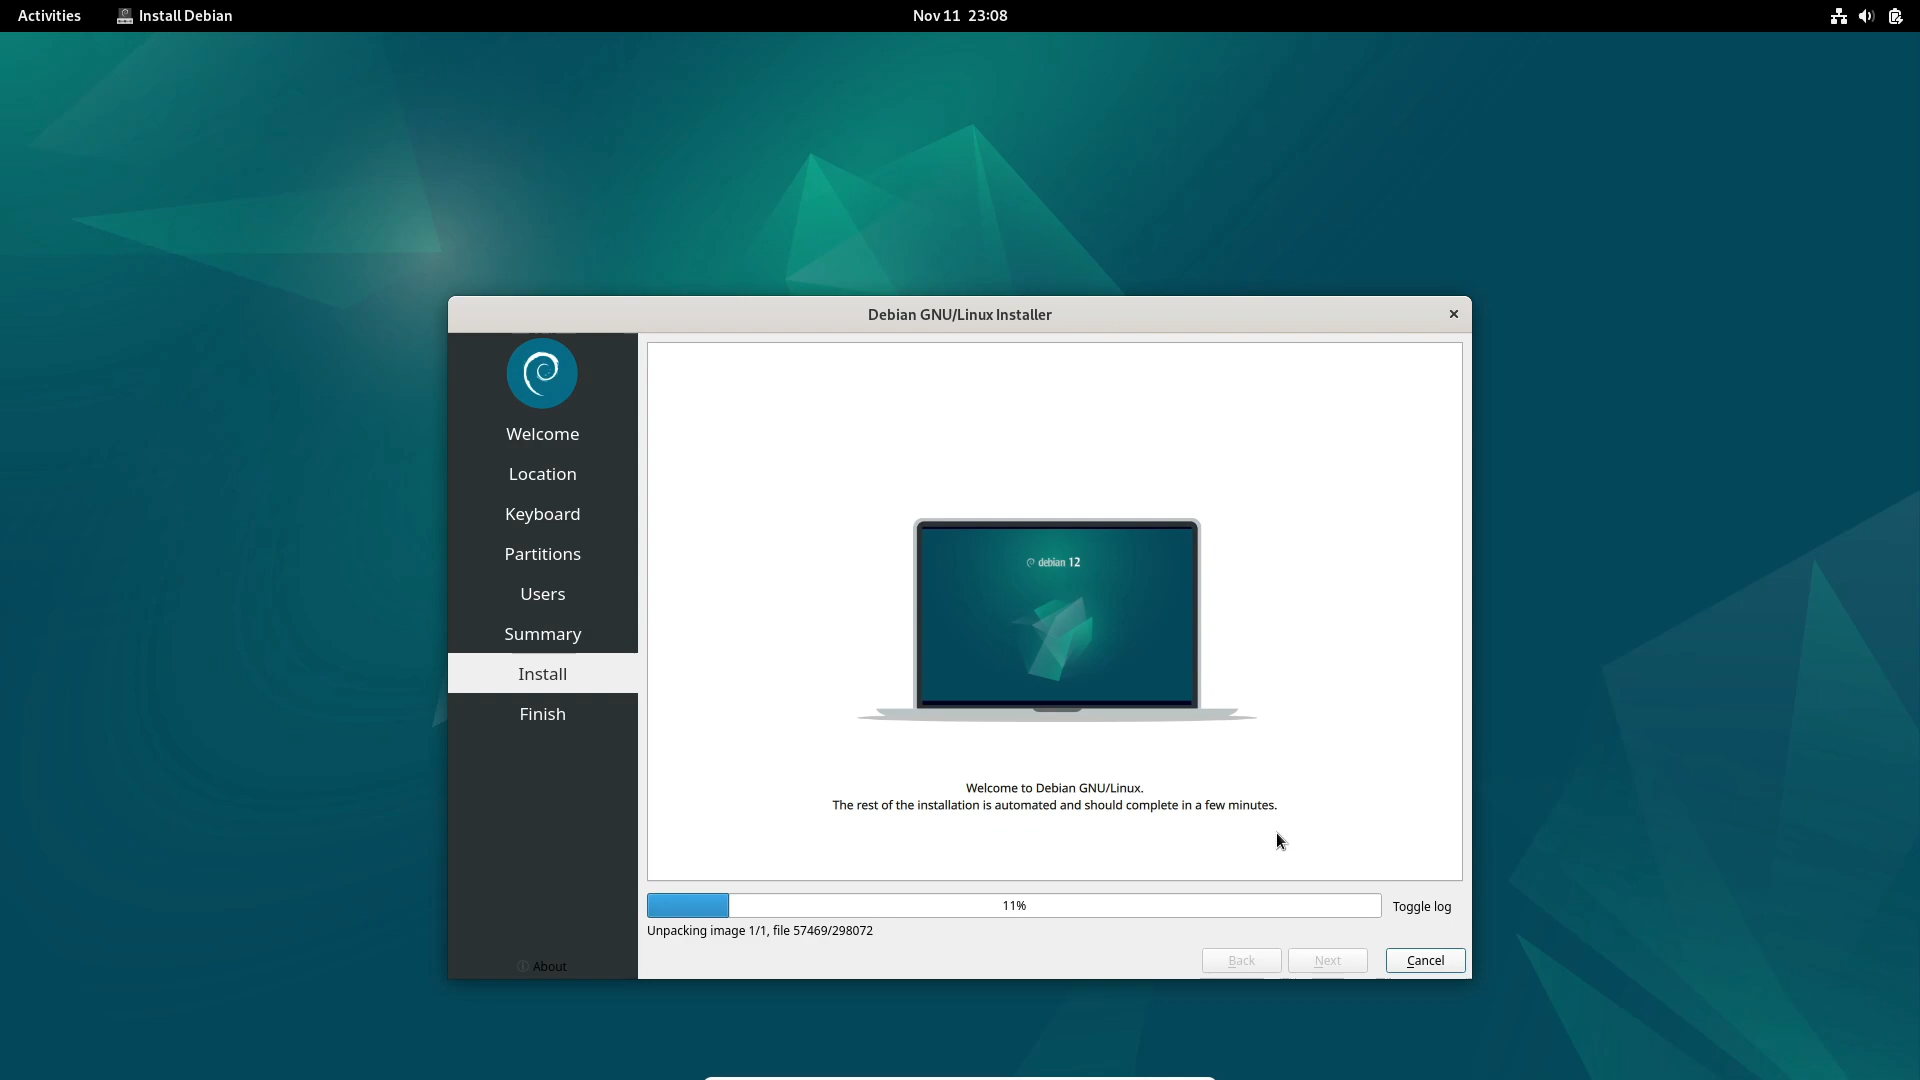 Activities
Install Debian
Nov 11 23:08
Debian GNU/Linux Installer
Welcome
Location
Keyboard
Partitions
Users
Summary
Install
Finish
About
debian 12
Welcome to Debian GNU/Linux.
The rest of the installation is automated and should complete in a few minutes.
11%
Toggle log
Unpacking image 1/1, file 57469/298072
Back
Next
Cancel